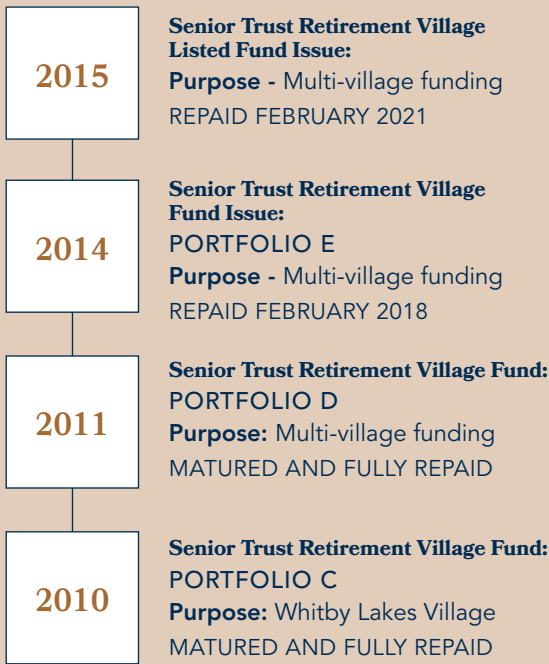 2015
Senior Trust Retirement Village
Listed Fund Issue:
Purpose - Multi-village funding
REPAID FEBRUARY 2021
2014
Senior Trust Retirement Village
Fund Issue:
PORTFOLIO E
Purpose - Multi-village funding
REPAID FEBRUARY 2018
2011
Senior Trust Retirement Village Fund:
PORTFOLIO D
Purpose: Multi-village funding
MATURED AND FULLY REPAID
2010
Senior Trust Retirement Village Fund:
PORTFOLIO C
Purpose: Whitby Lakes Village
MATURED AND FULLY REPAID